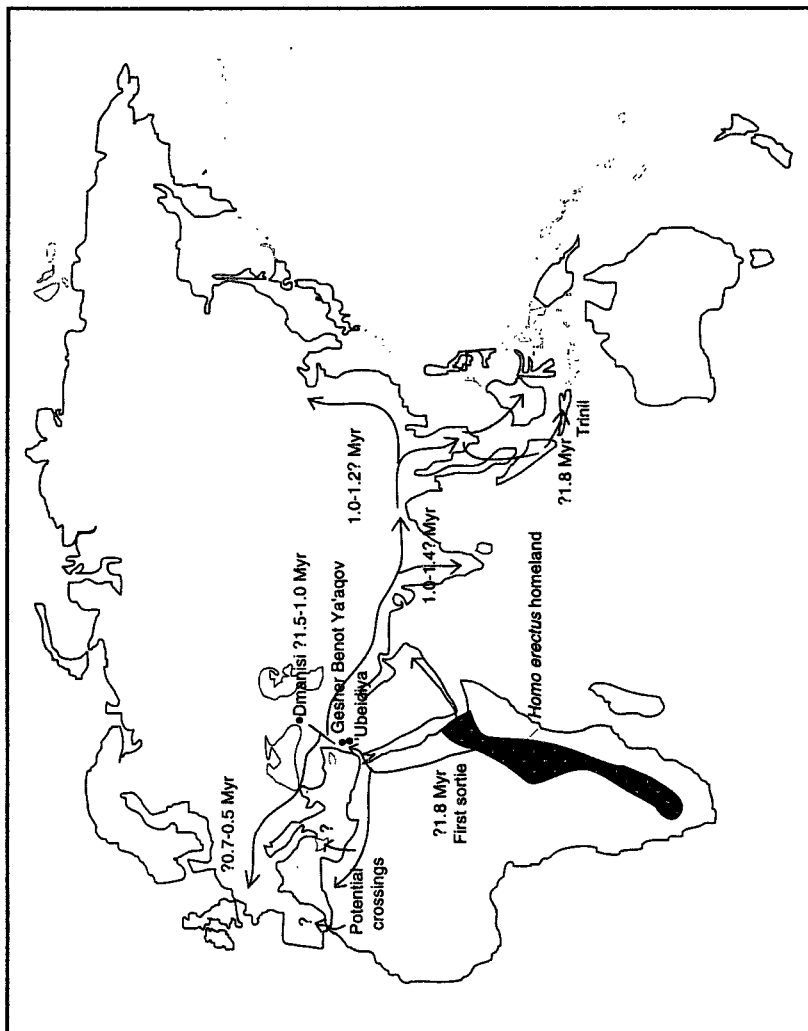 ?0.7-0.5 Myr
Dmanisi ?1.5-1.0 Myr
?
?
Gesher Benot Ya'aqov
'Ubeidiya
Potential
crossings
1.0-1.2? Myr
1.0-1.4? Myr
?1.8 Myr
First sortie
Homo erectus homeland
?1.8 Myr
Trinil